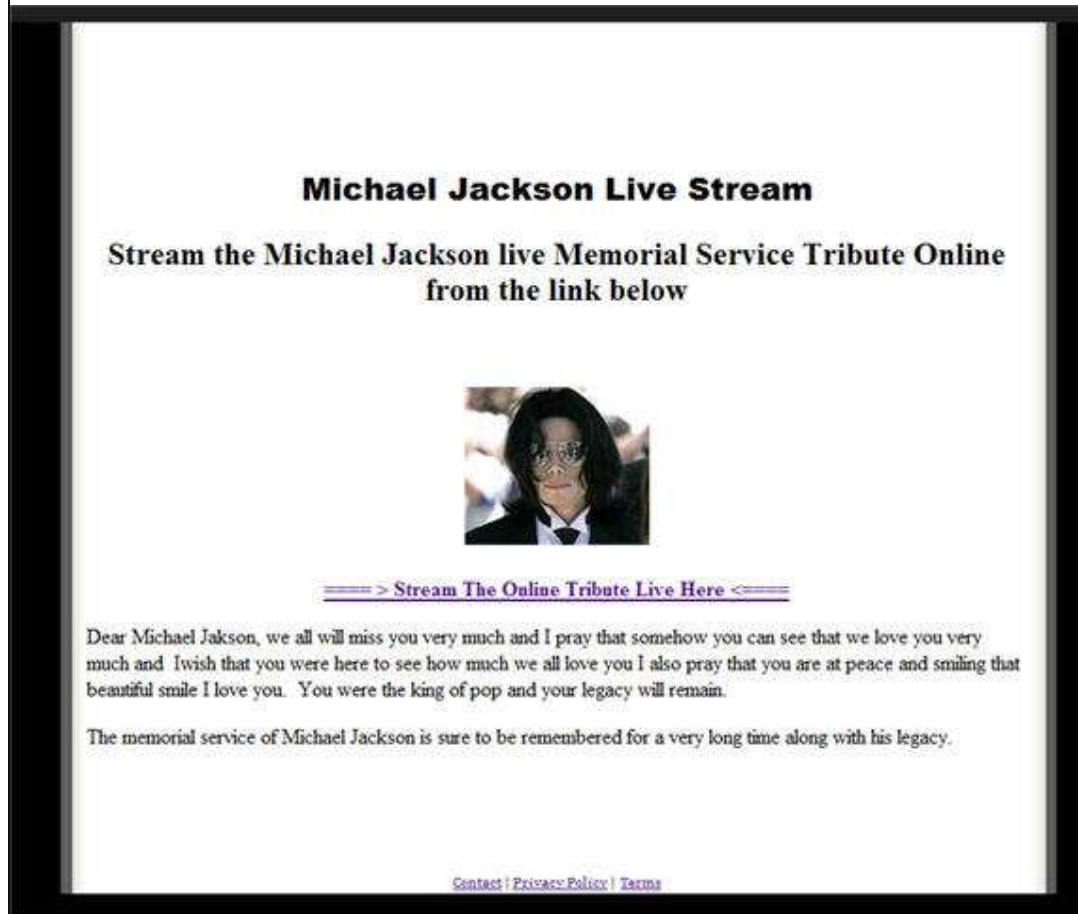 Michael Jackson Live Stream
Stream the Michael Jackson live Memorial Service Tribute Online
from the link below
==== > Stream The Online Tribute Live Here <====
Dear Michael Jakson, we all will miss you very much and I pray that somehow you can see that we love you very
much and  Iwish that you were here to see how much we all love you I also pray that you are at peace and smiling that
beautiful smile I love you.  You were the king of pop and your legacy will remain.
The memorial service of Michael Jackson is sure to be remembered for a very long time along with his legacy.
Contact | Privacy Policy | Terms